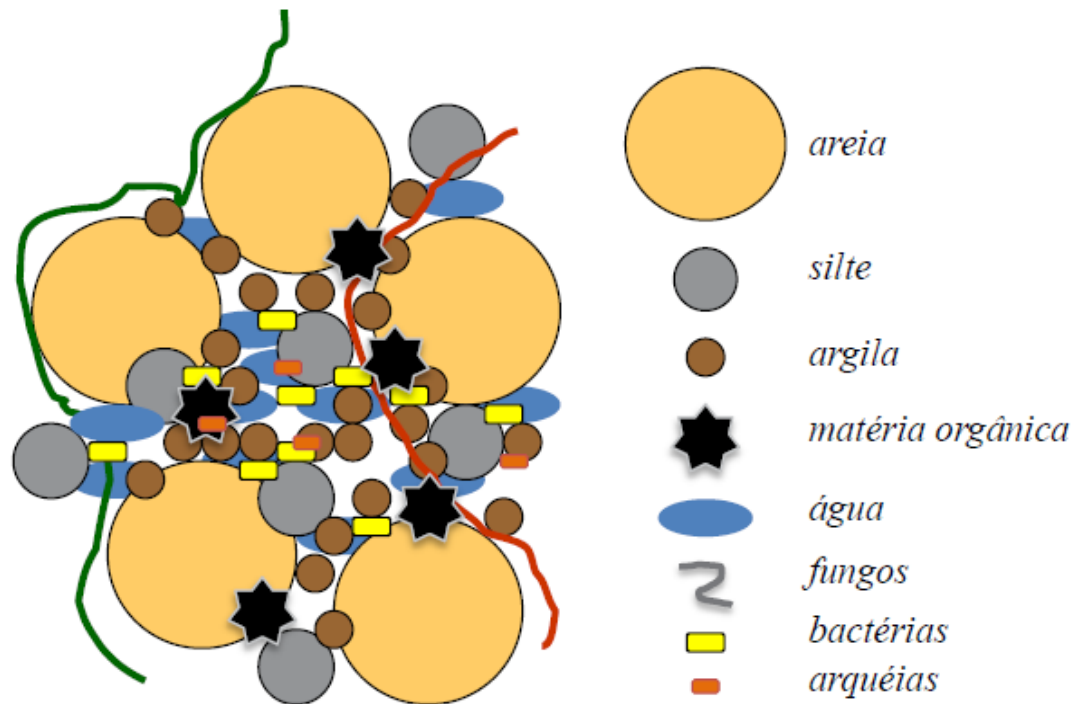 areia
silte
argila
matéria orgânica
água
fungos
bactérias
arquéias